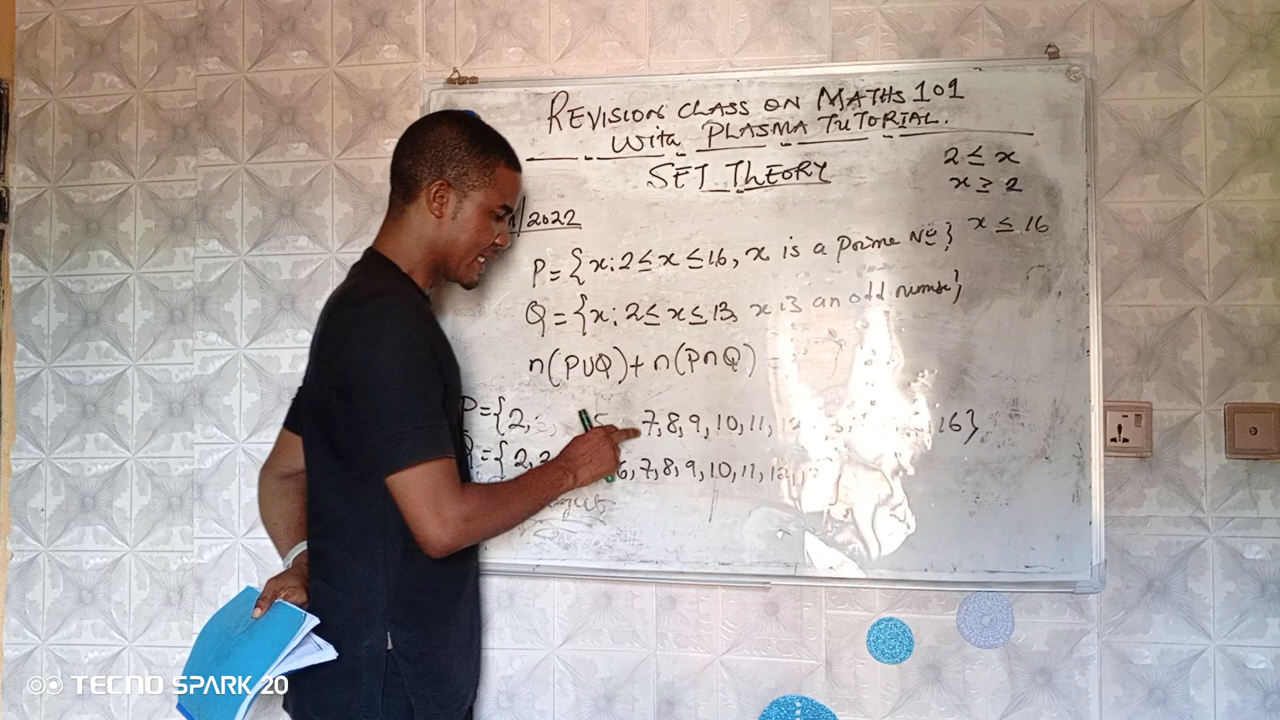 REVISION CLASS ON MATHS 101
With PLASMA TUTORIAL.
SET THEORY
2 ≤ x
x ≥ 2
x ≤ 16
/2022
P = {x: 2 ≤ x ≤ 16, x is a prime No}
Q = {x: 2 ≤ x ≤ 13, x is an odd number}
n(P∪Q) + n(P∩Q)
P = {2, 5 7, 8, 9, 10, 11, 16},
= {2, 6, 7, 8, 9, 10, 11, 12,
TECNO SPARK 20